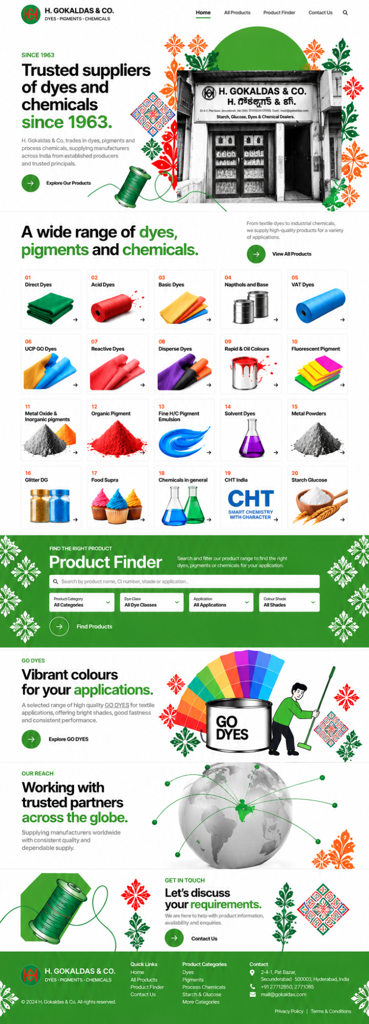 H. GOKALDAS & CO.
DYES · PIGMENTS · CHEMICALS
Home
All Products
Product Finder
Contact Us
SINCE 1963
Trusted suppliers
of dyes and
chemicals
since 1963.
H. Gokaldas & Co. trades in dyes, pigments and
process chemicals, supplying manufacturers
across India from established producers
and trusted principals.
Explore Our Products
H. GOKALDAS & CO.
Starch, Glucose, Dyes & Chemical Dealers.
A wide range of dyes,
pigments and chemicals.
From textile dyes to industrial chemicals,
we supply high quality products for a variety
of applications.
View All Products
01
Direct Dyes
02
Acid Dyes
03
Basic Dyes
04
Napthols and Base
05
VAT Dyes
06
UCP GO Dyes
07
Reactive Dyes
08
Disperse Dyes
09
Rapid & Oil Colours
10
Fluorescent Pigment
11
Metal Oxide &
Inorganic pigments
12
Organic Pigment
13
Fine H/C Pigment
Emulsion
14
Solvent Dyes
15
Metal Powders
16
Glitter DG
17
Food Supra
18
Chemicals in general
19
CHT India
CHT
SMART CHEMISTRY
WITH CHARACTER
20
Starch Glucose
FIND THE RIGHT PRODUCT
Product Finder
Search and filter our product range to find the right
dyes, pigments or chemicals for your application.
Search by product name, CI number, shade or application..
Product Category
All Categories
Dye Class
All Dye Classes
Application
All Applications
Colour Shade
All Shades
Find Products
GO DYES
Vibrant colours
for your applications.
A selected range of high quality GO DYES for textile
applications, offering bright shades, good fastness
and consistent performance.
Explore GO DYES
GO
DYES
OUR REACH
Working with
trusted partners
across the globe.
Supplying manufacturers worldwide
with consistent quality and
dependable supply.
GET IN TOUCH
Let's discuss
your requirements.
We are here to help with product information,
availability and enquiries.
Contact Us
H. GOKALDAS & CO.
DYES · PIGMENTS · CHEMICALS
© 2024 H. Gokaldas & Co. All rights reserved.
Quick Links
Home
All Products
Product Finder
Contact Us
Product Categories
Dyes
Pigments
Process Chemicals
Starch & Glucose
More Categories
Contact
2-4-1, Pat Bazar,
Secunderabad - 500003, Hyderabad, India
mail@gokaldas.com
Privacy Policy | Terms & Conditions